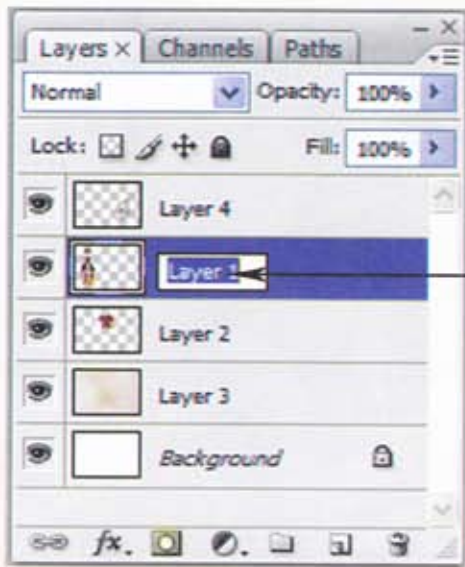 Layers × Channels Paths
Normal Opacity: 100%
Lock: Fill: 100%
Layer 4
Layer 1
Layer 2
Layer 3
Background
fx.